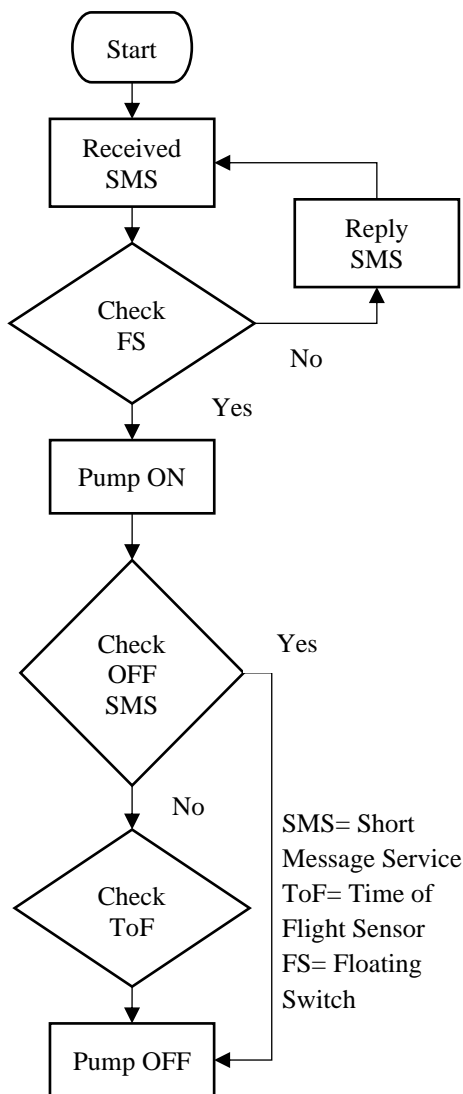 Start
Received
SMS
Reply
SMS
Check
FS
No
Yes
Pump ON
Check
OFF
SMS
Yes
No
SMS= Short
Message Service
ToF= Time of
Flight Sensor
FS= Floating
Switch
Check
ToF
Pump OFF